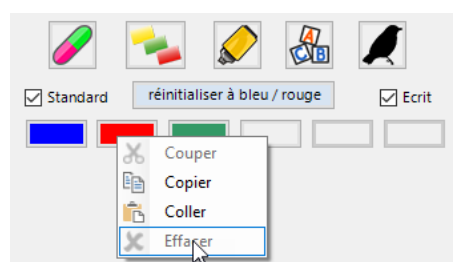 A
C B
Standard
réinitialiser à bleu / rouge
Ecrit
Couper
Copier
Coller
Effacer